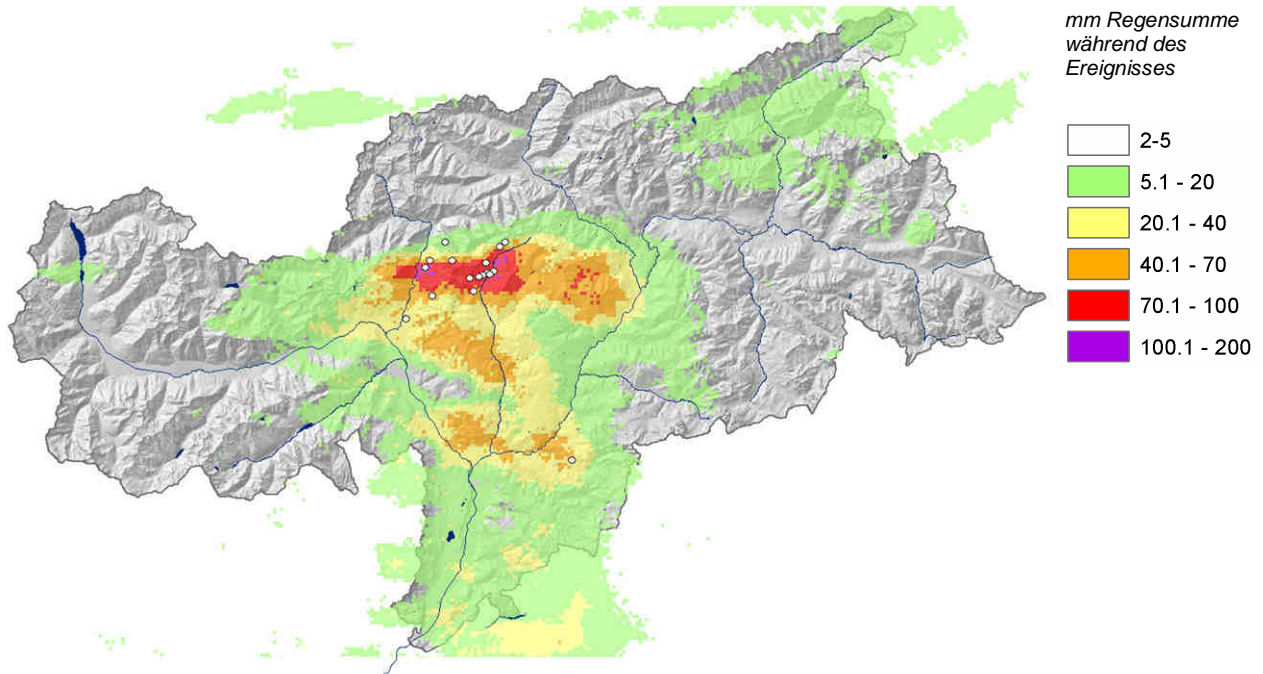 mm Regensumme
während des
Ereignisses
2-5
5.1 - 20
20.1 - 40
40.1 - 70
70.1 - 100
100.1 - 200